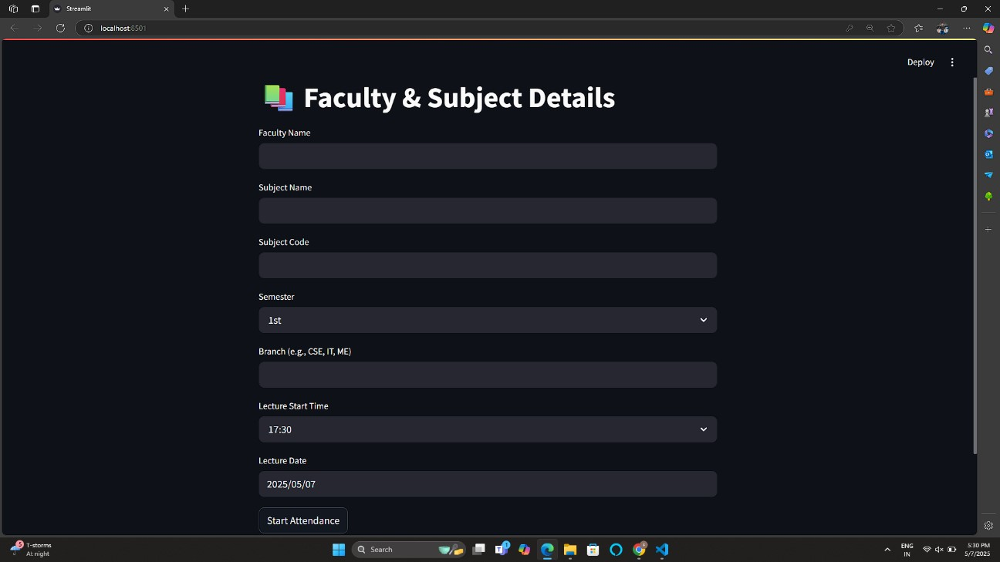 Streamlit
localhost:8501
Deploy
Faculty & Subject Details
Faculty Name
Subject Name
Subject Code
Semester
1st
Branch (e.g., CSE, IT, ME)
Lecture Start Time
17:30
Lecture Date
2025/05/07
Start Attendance
5
T-storms
At night
Search
1
ENG
IN
5:30 PM
5/7/2025